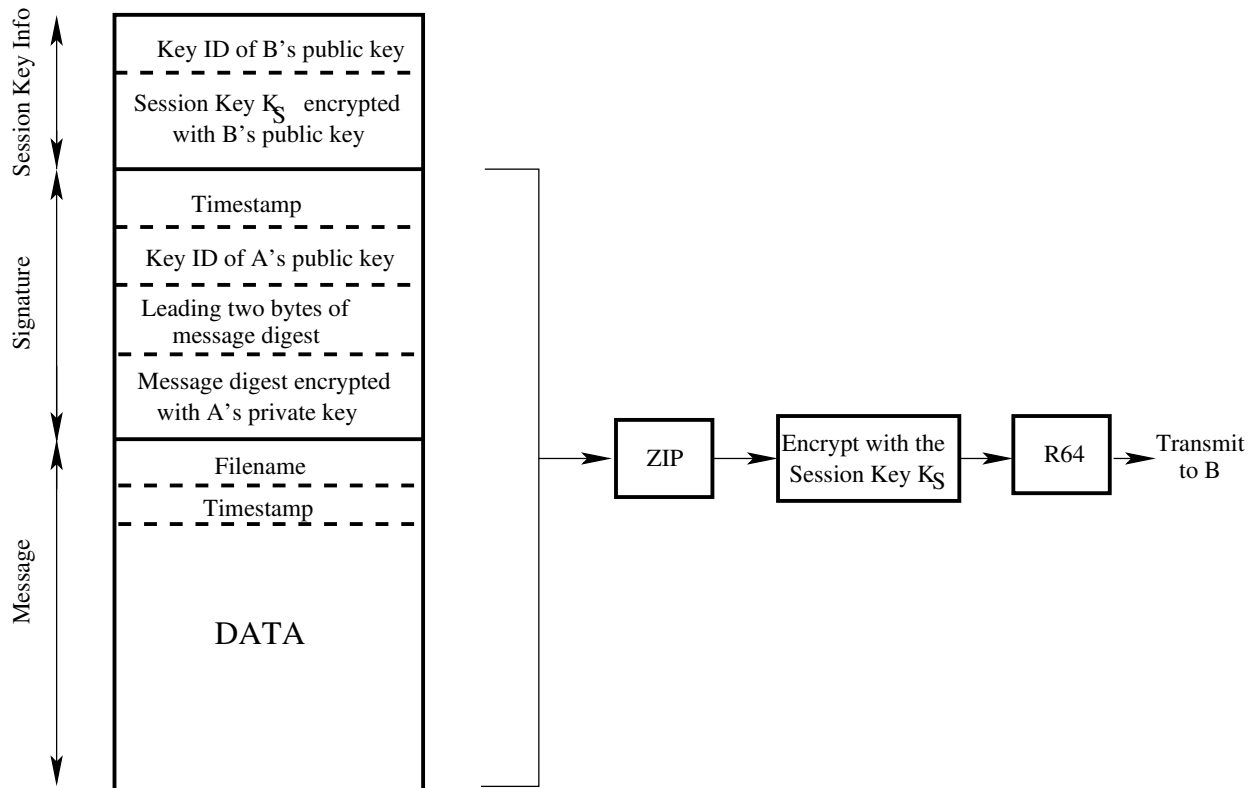 Session Key Info
Key ID of B's public key
Session Key KS encrypted
with B's public key
Signature
Timestamp
Key ID of A's public key
Leading two bytes of
message digest
Message digest encrypted
with A's private key
Message
Filename
Timestamp
DATA
ZIP
Encrypt with the
Session Key KS
R64
Transmit
to B